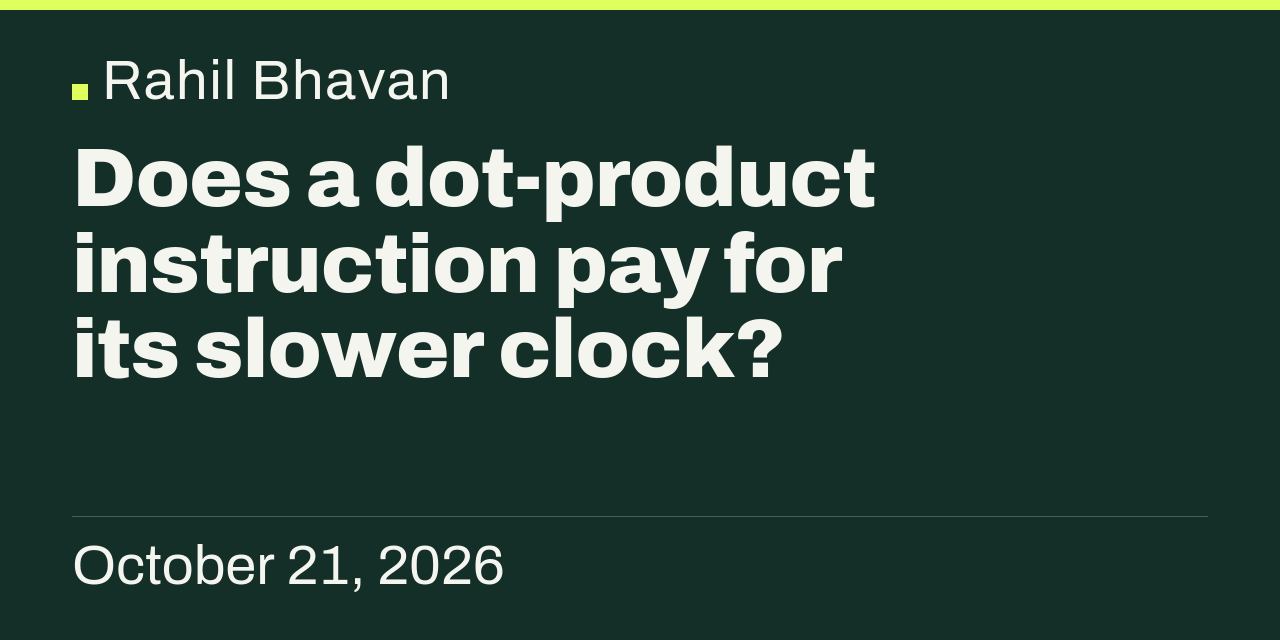 Rahil Bhavan
Does a dot-product
instruction pay for
its slower clock?
October 21, 2026